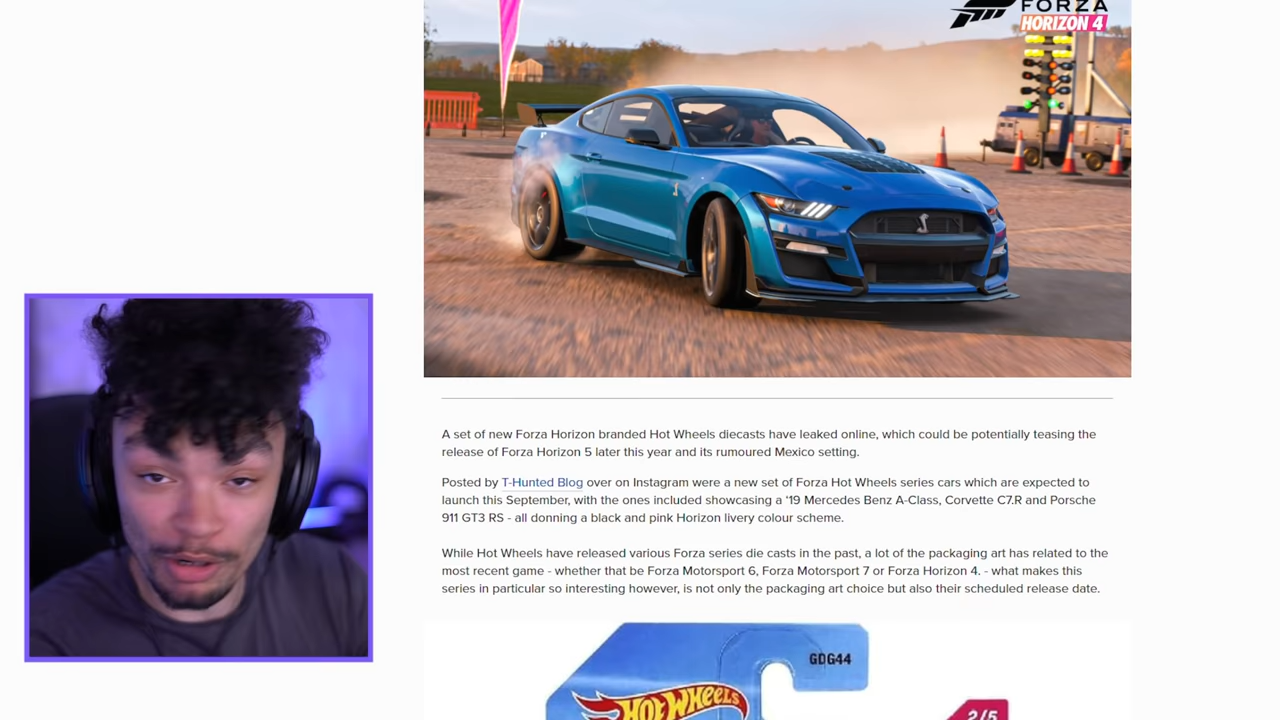 FORZA
HORIZON 4
A set of new Forza Horizon branded Hot Wheels diecasts have leaked online, which could be potentially teasing the
release of Forza Horizon 5 later this year and its rumoured Mexico setting.
Posted by T-Hunted Blog over on Instagram were a new set of Forza Hot Wheels series cars which are expected to
launch this September, with the ones included showcasing a '19 Mercedes Benz A-Class, Corvette C7.R and Porsche
911 GT3 RS - all donning a black and pink Horizon livery colour scheme.
While Hot Wheels have released various Forza series die casts in the past, a lot of the packaging art has related to the
most recent game - whether that be Forza Motorsport 6, Forza Motorsport 7 or Forza Horizon 4. - what makes this
series in particular so interesting however, is not only the packaging art choice but also their scheduled release date.
GDG44
HOT WHEELS
2/5